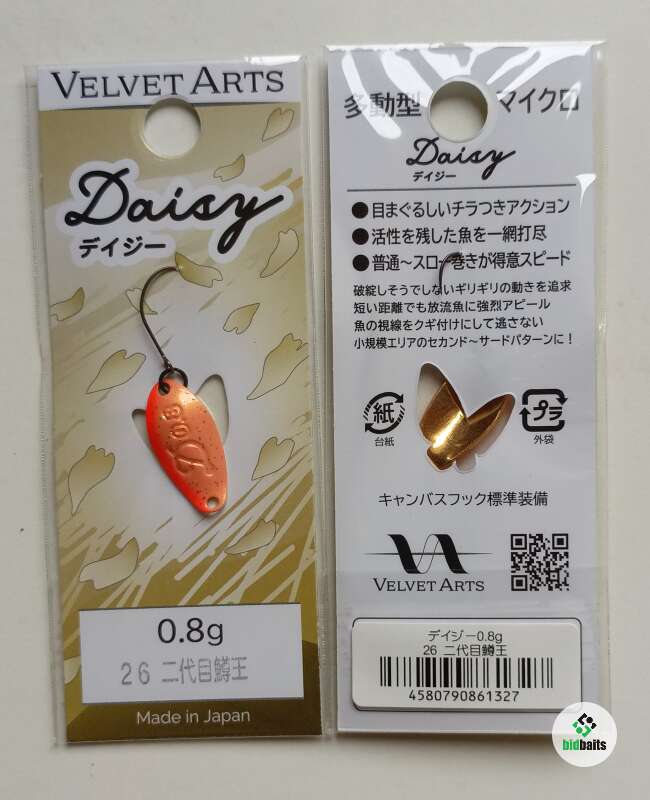 VELVET ARTS
Daisy
デイジー
0.8
0.8g
26 二代目鱒王
Made in Japan
多動型 マイクロ
Daisy
デイジー
●目まぐるしいチラつきアクション
●活性を残した魚を一網打尽
●普通～スロー巻きが得意スピード
破綻しそうでしないギリギリの動きを追求
短い距離でも放流魚に強烈アピール
魚の視線をクギ付けにして逃さない
小規模エリアのセカンド～サードパターンに！
紙
台紙
プラ
外袋
キャンバスフック標準装備
VELVET ARTS
デイジー0.8g
26 二代目鱒王
4580790861327
bidbaits